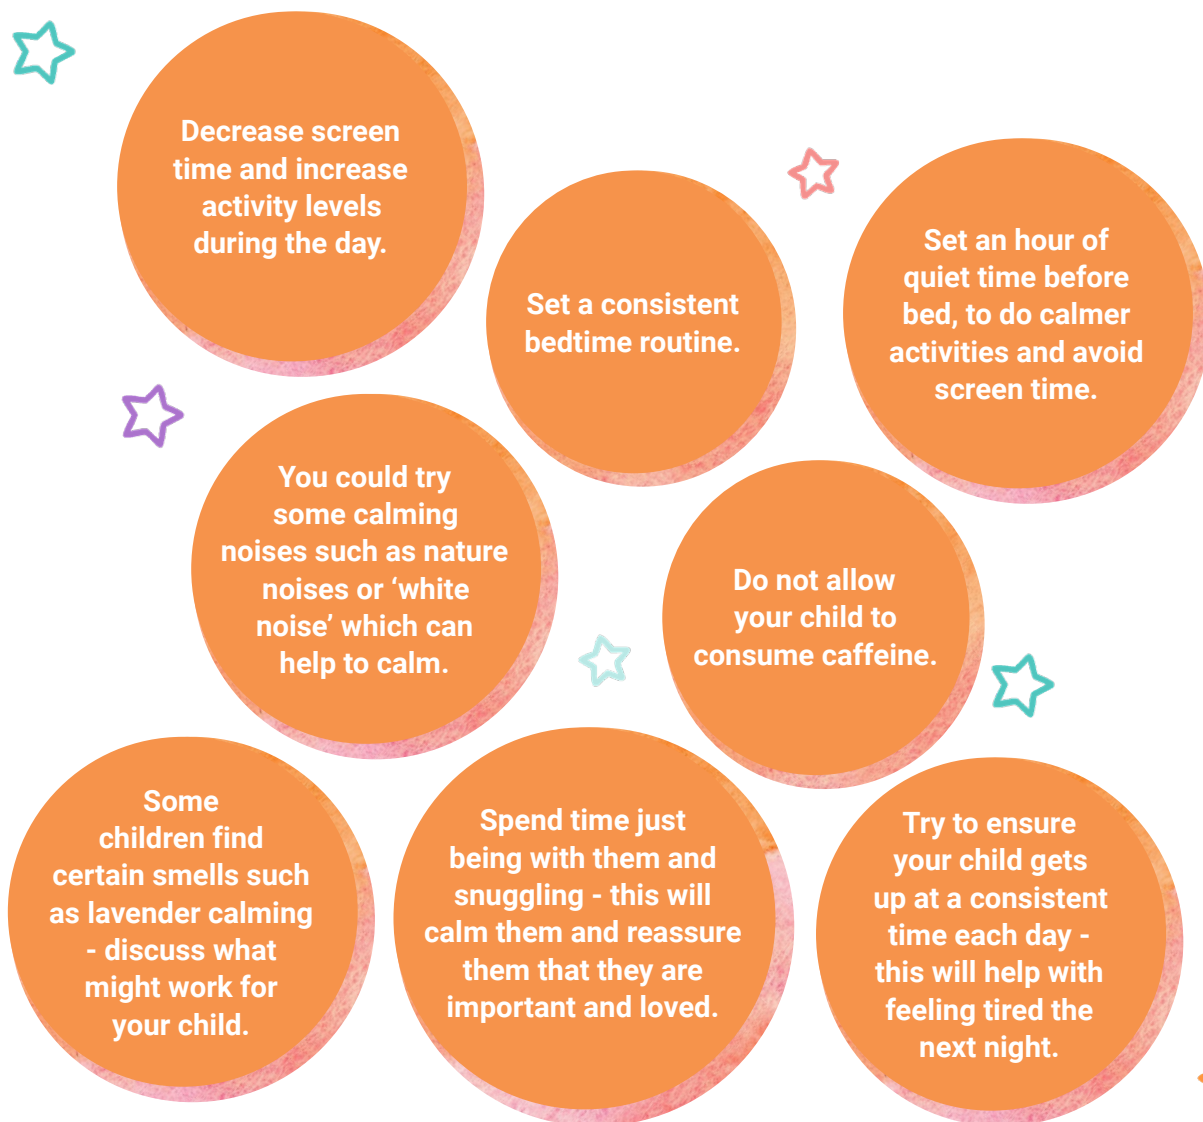 Decrease screen
time and increase
activity levels
during the day.
Set a consistent
bedtime routine.
Set an hour of
quiet time before
bed, to do calmer
activities and avoid
screen time.
You could try
some calming
noises such as nature
noises or ‘white
noise’ which can
help to calm.
Do not allow
your child to
consume caffeine.
Some
children find
certain smells such
as lavender calming
- discuss what
might work for
your child.
Spend time just
being with them and
snuggling - this will
calm them and reassure
them that they are
important and loved.
Try to ensure
your child gets
up at a consistent
time each day -
this will help with
feeling tired the
next night.